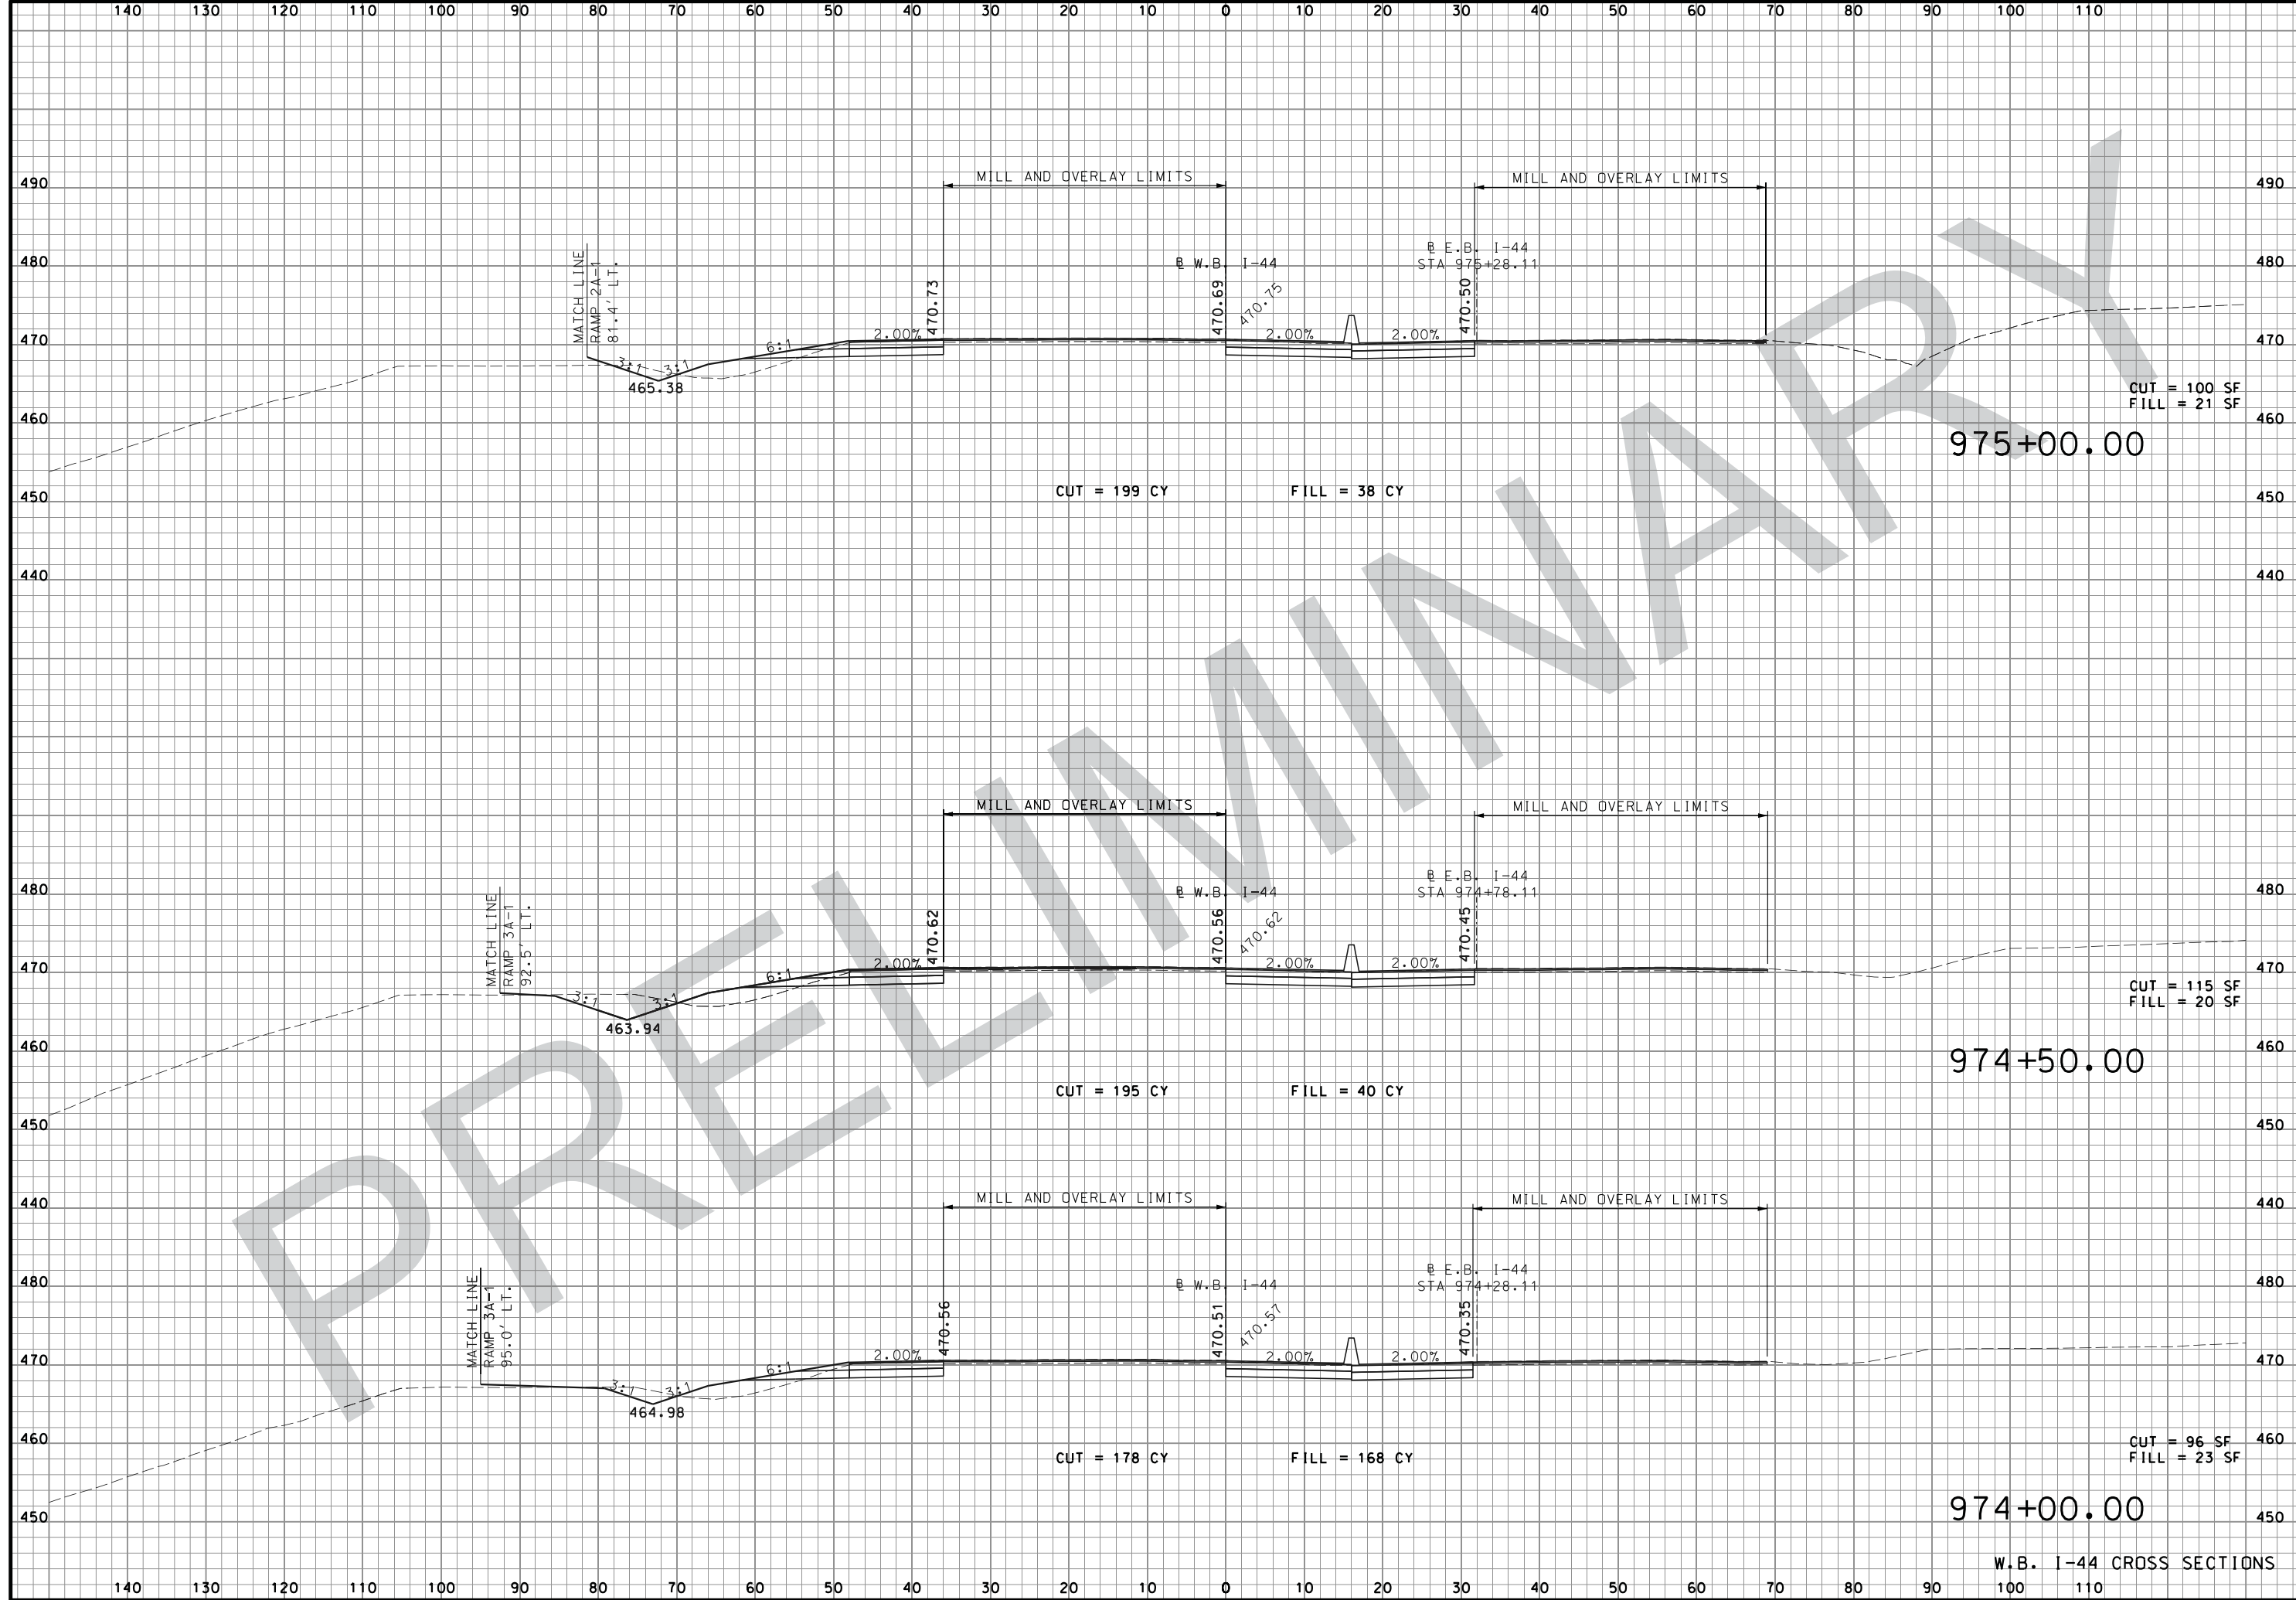 140 130 120 110 100 90 80 70 60 50 40 30 20 10 0 10 20 30 40 50 60 70 80 90 100 110
490 MILL AND OVERLAY LIMITS MILL AND OVERLAY LIMITS 490
480 MATCH LINE RAMP 2A-1 81.4' LT. ℄ W.B. I-44 ℄ E.B. I-44 480
STA 975+28.11
470.73 470.69 470.75 470.50
470 3:1 3:1 6:1 2.00% 2.00% 2.00% 470
465.38
CUT = 100 SF
FILL = 21 SF
460 460
975+00.00
450 CUT = 199 CY FILL = 38 CY 450
440 440
MILL AND OVERLAY LIMITS MILL AND OVERLAY LIMITS
480 MATCH LINE RAMP 3A-1 92.5' LT. ℄ W.B. I-44 ℄ E.B. I-44 480
STA 974+78.11
470.62 470.56 470.62 470.45
470 3:1 3:1 6:1 2.00% 2.00% 2.00% 470
463.94
CUT = 115 SF
FILL = 20 SF
460 460
974+50.00
CUT = 195 CY FILL = 40 CY
450 450
440 MILL AND OVERLAY LIMITS MILL AND OVERLAY LIMITS 440
480 MATCH LINE RAMP 3A-1 95.0' LT. ℄ W.B. I-44 ℄ E.B. I-44 480
STA 974+28.11
470.56 470.51 470.57 470.35
470 3:1 3:1 6:1 2.00% 2.00% 2.00% 470
464.98
460 460
CUT = 96 SF
FILL = 23 SF
CUT = 178 CY FILL = 168 CY
974+00.00
450 450
W.B. I-44 CROSS SECTIONS
140 130 120 110 100 90 80 70 60 50 40 30 20 10 0 10 20 30 40 50 60 70 80 90 100 110
PRELIMINARY